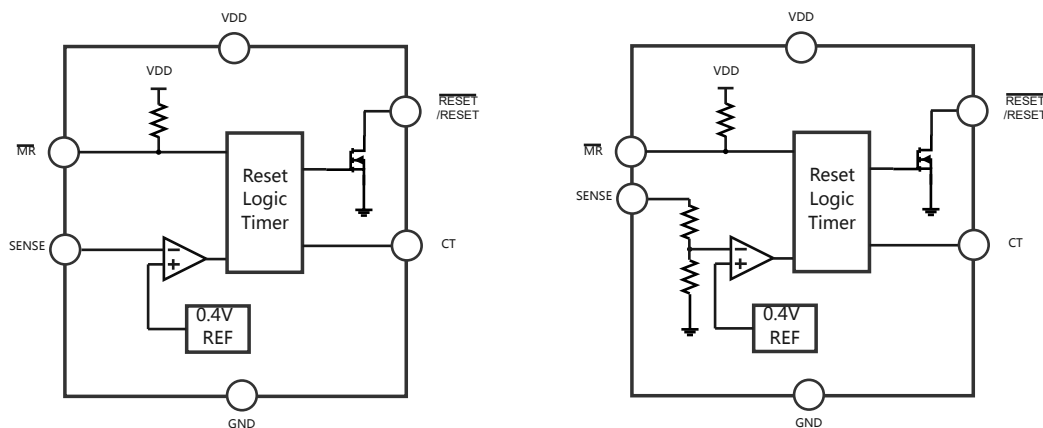 VDD
VDD
RESET
/RESET
MR
Reset
Logic
Timer
SENSE
−
+
CT
0.4V
REF
GND
VDD
VDD
RESET
/RESET
MR
SENSE
Reset
Logic
Timer
−
+
CT
0.4V
REF
GND